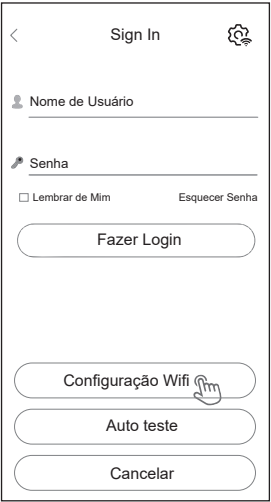 Sign In
Nome de Usuário
Senha
Lembrar de Mim Esquecer Senha
Fazer Login
Configuração Wifi
Auto teste
Cancelar